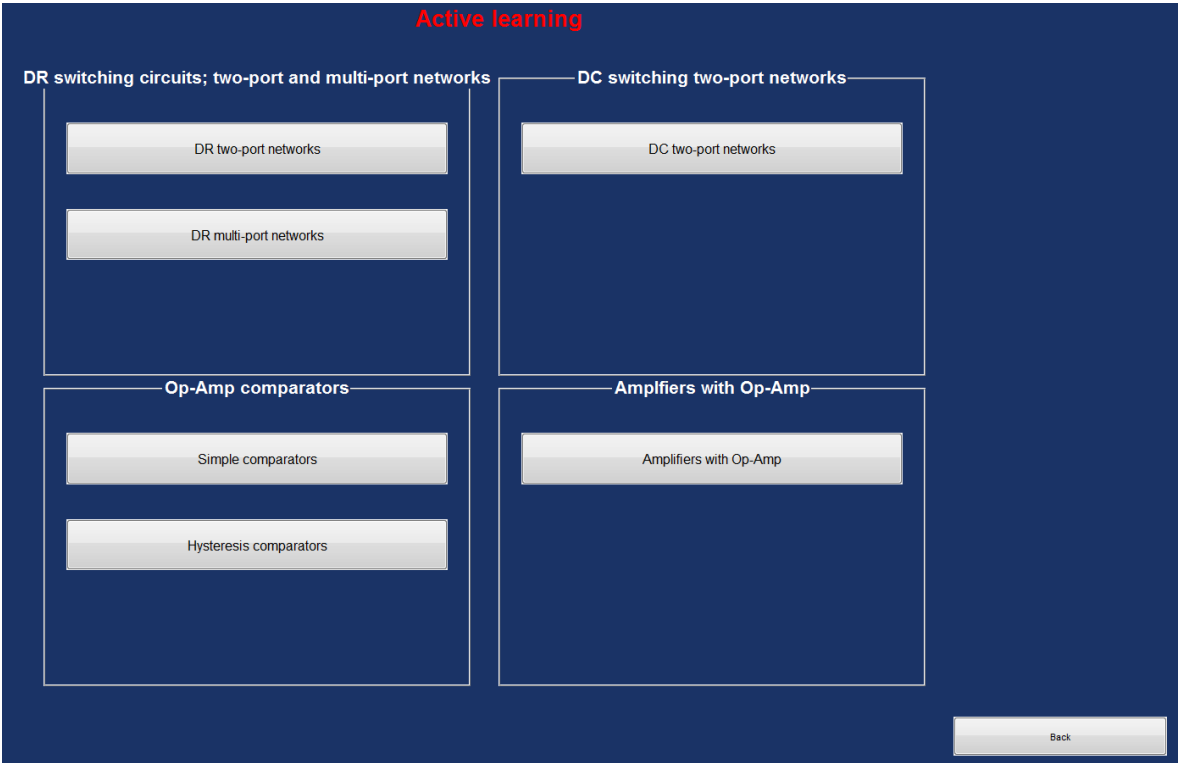 Active learning
DR switching circuits; two-port and multi-port networks
DR two-port networks
DR multi-port networks
DC switching two-port networks
DC two-port networks
Op-Amp comparators
Simple comparators
Hysteresis comparators
Amplfiers with Op-Amp
Amplifiers with Op-Amp
Back